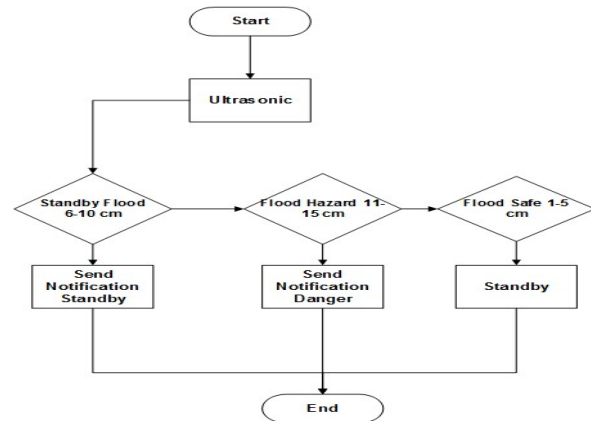 Start
Ultrasonic
Standby Flood
6-10 cm
Flood Hazard 11-
15 cm
Flood Safe 1-5
cm
Send
Notification
Standby
Send
Notification
Danger
Standby
End